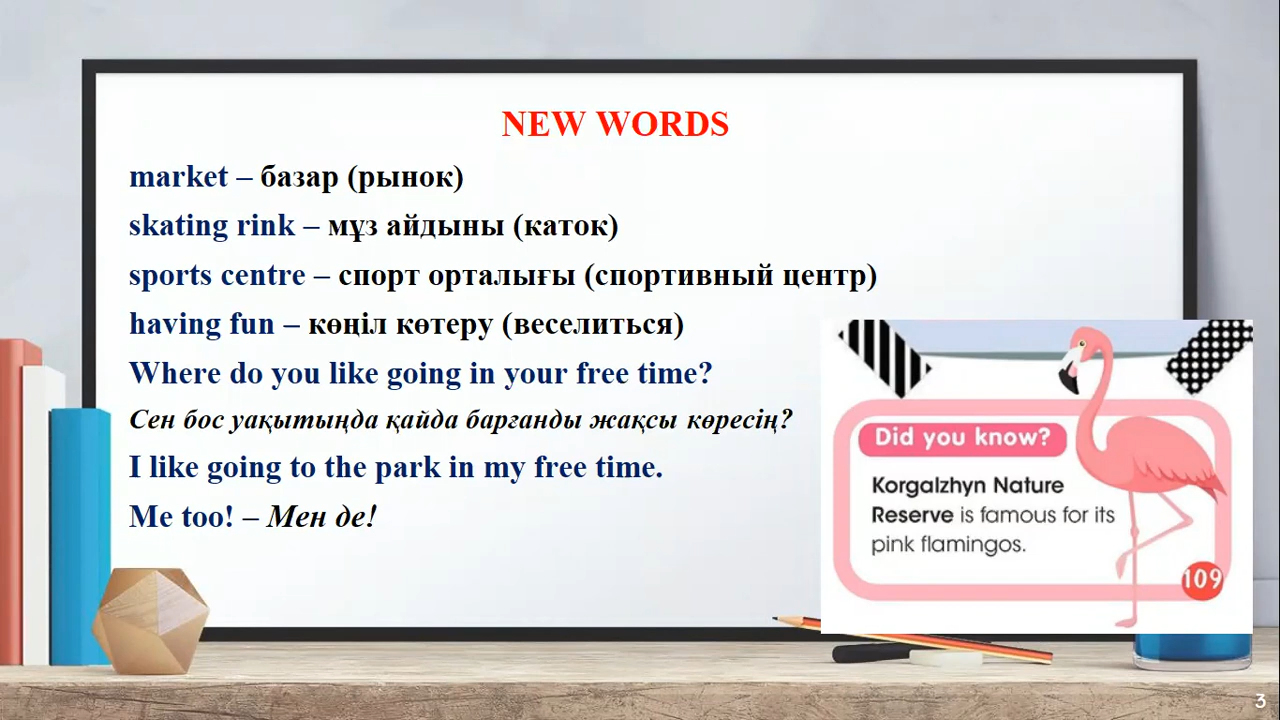 NEW WORDS
market – базар (рынок)
skating rink – мұз айдыны (каток)
sports centre – спорт орталығы (спортивный центр)
having fun – көңіл көтеру (веселиться)
Where do you like going in your free time?
Сен бос уақытыңда қайда барғанды жақсы көресің?
I like going to the park in my free time.
Me too! – Мен де!
Did you know?
Korgalzhyn Nature
Reserve is famous for its
pink flamingos.
109
3